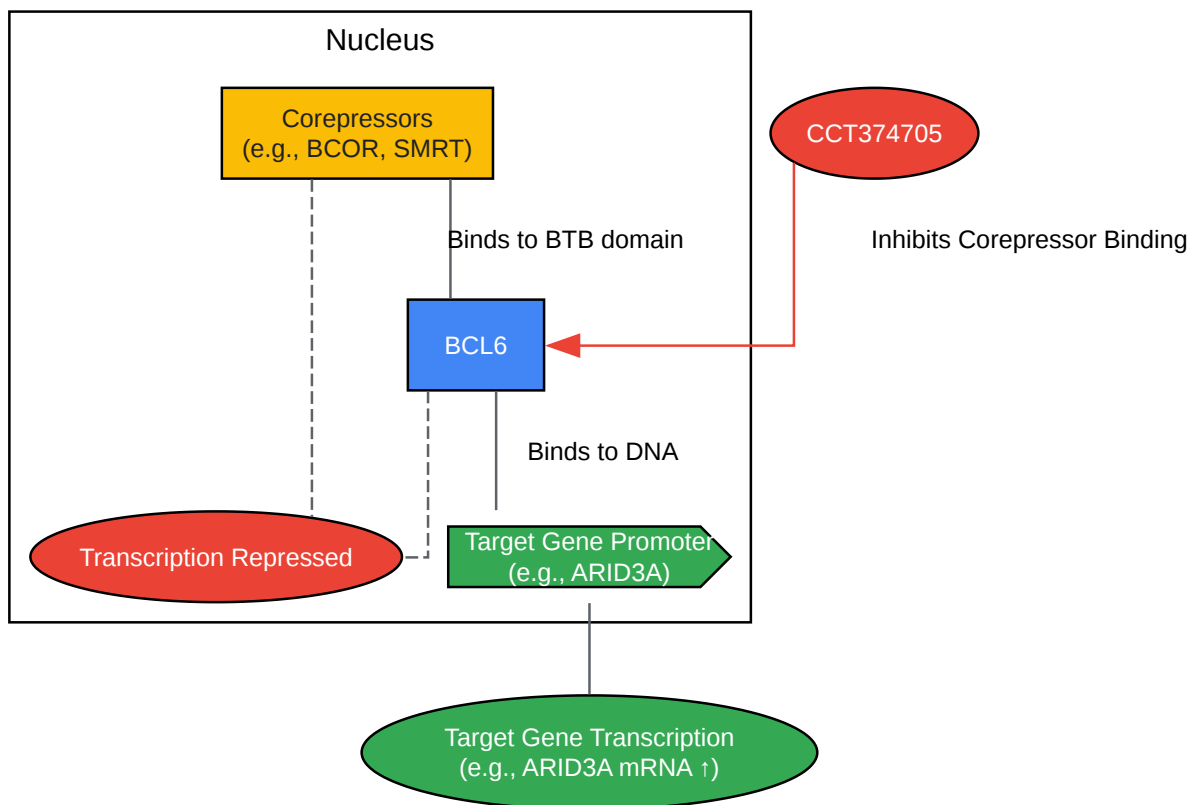 Nucleus
Corepressors
(e.g., BCOR, SMRT)
CCT374705
Binds to BTB domain
Inhibits Corepressor Binding
BCL6
Binds to DNA
Transcription Repressed
Target Gene Promoter
(e.g., ARID3A)
Target Gene Transcription
(e.g., ARID3A mRNA ↑)